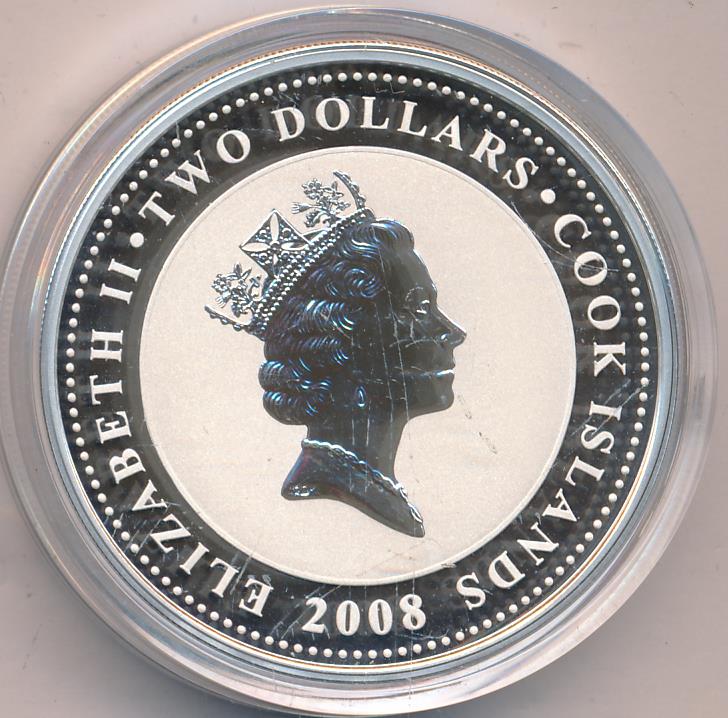 ELIZABETH II • TWO DOLLARS • COOK ISLANDS
2008